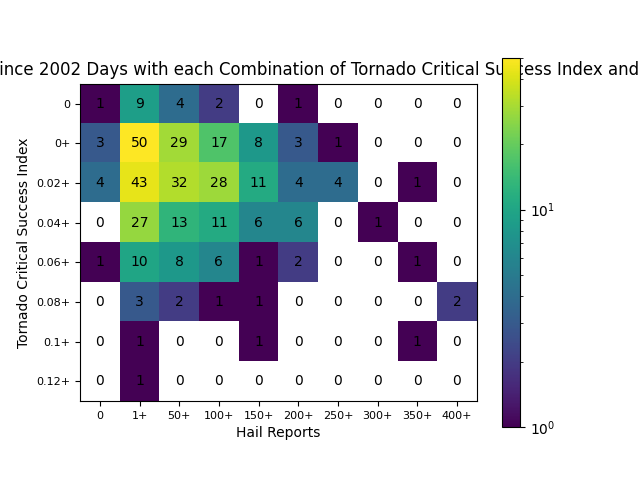 ince 2002 Days with each Combination of Tornado Critical Success Index and
Tornado Critical Success Index
0 1 9 4 2 0 1 0 0 0 0
0+ 3 50 29 17 8 3 1 0 0 0
0.02+ 4 43 32 28 11 4 4 0 1 0
0.04+ 0 27 13 11 6 6 0 1 0 0
0.06+ 1 10 8 6 1 2 0 0 1 0
0.08+ 0 3 2 1 1 0 0 0 0 2
0.1+ 0 1 0 0 1 0 0 0 1 0
0.12+ 0 1 0 0 0 0 0 0 0 0
0 1+ 50+ 100+ 150+ 200+ 250+ 300+ 350+ 400+
Hail Reports
10¹
10⁰